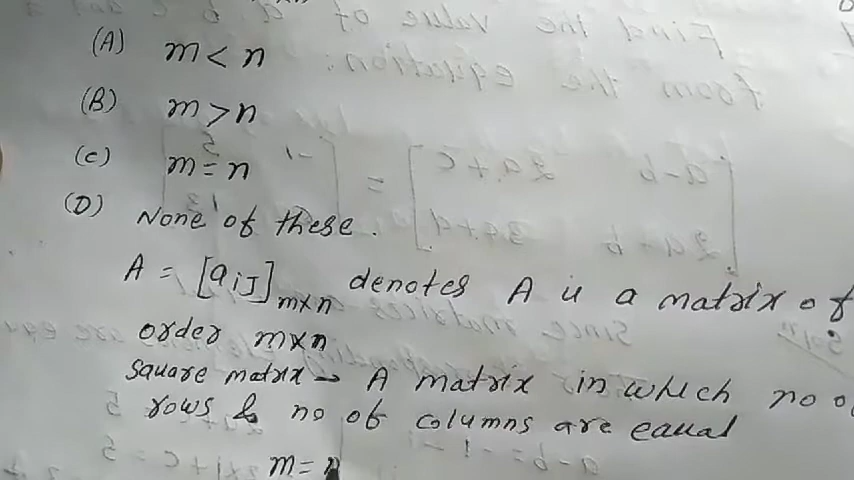 (A) m < n
(B) m > n
(C) m = n
(D) None of these.
A = [aij]m×n denotes A is a matrix of
order m×n
Square matrix → A matrix in which no o
rows & no of columns are equal
m = n